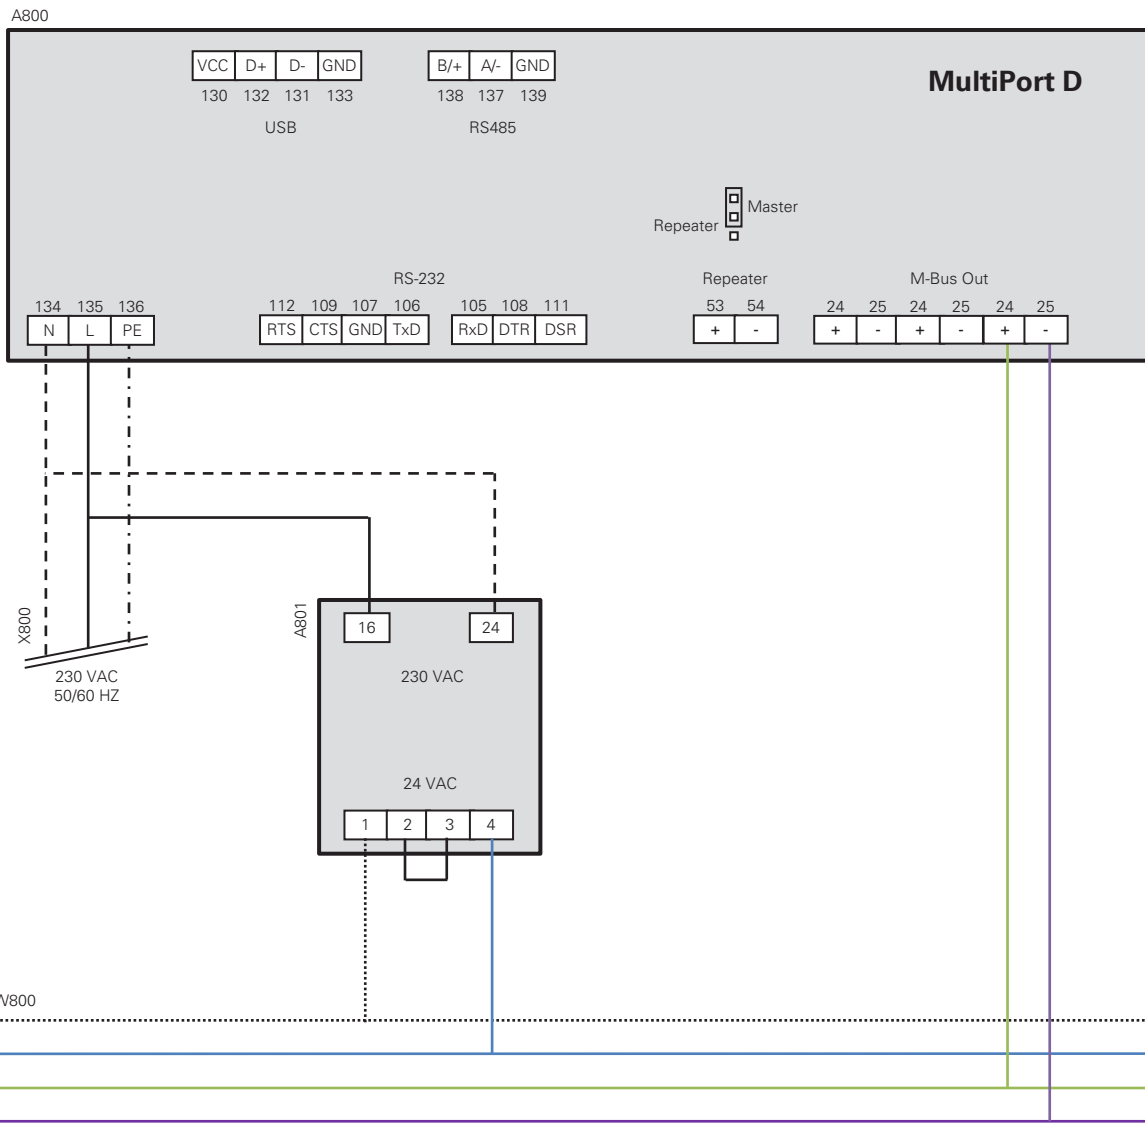 A800
VCC D+ D- GND
130 132 131 133
USB
B/+ A/- GND
138 137 139
RS485
MultiPort D
Master
Repeater
134 135 136
N L PE
RS-232
112 109 107 106 105 108 111
RTS CTS GND TxD RxD DTR DSR
Repeater
53 54
+ -
M-Bus Out
24 25 24 25 24 25
+ - + - + -
X800
230 VAC
50/60 HZ
A801
16 24
230 VAC
24 VAC
1 2 3 4
W800